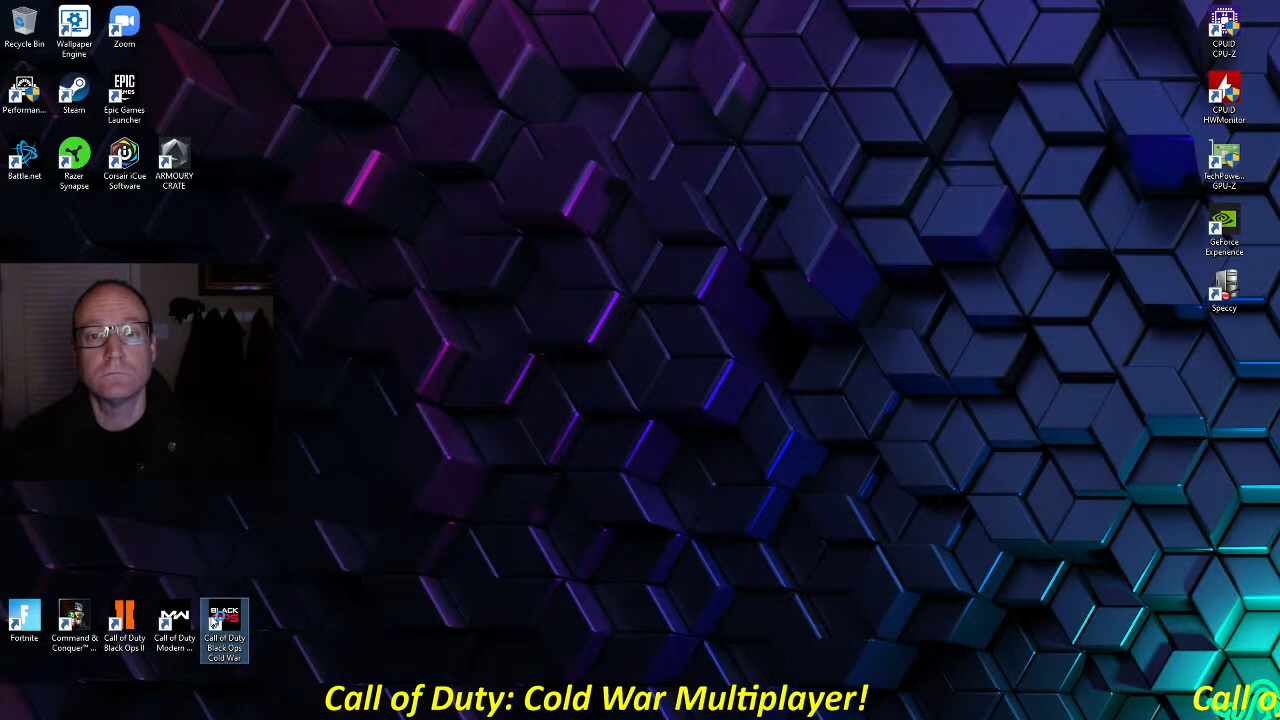 Recycle Bin
Wallpaper
Engine
Zoom
CPUID
CPU-Z
Performan...
Steam
EPIC
GAMES
Epic Games
Launcher
CPUID
HWMonitor
Battle.net
Razer
Synapse
Corsair iCue
Software
ARMOURY
CRATE
TechPowe...
GPU-Z
GeForce
Experience
Speccy
Fortnite
Command &
Conquer™ ...
Call of Duty
Black Ops II
MW
Call of Duty
Modern ...
BLACK
OPS
Call of Duty
Black Ops
Cold War
Call of Duty: Cold War Multiplayer!
Call o